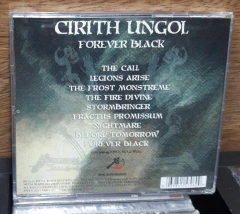 CIRITH UNGOL
FOREVER BLACK
THE CALL
LEGIONS ARISE
THE FROST MONSTREME
THE FIRE DIVINE
STORMBRINGER
FRACTUS PROMISSUM
NIGHTMARE
BEFORE TOMORROW
FOREVER BLACK